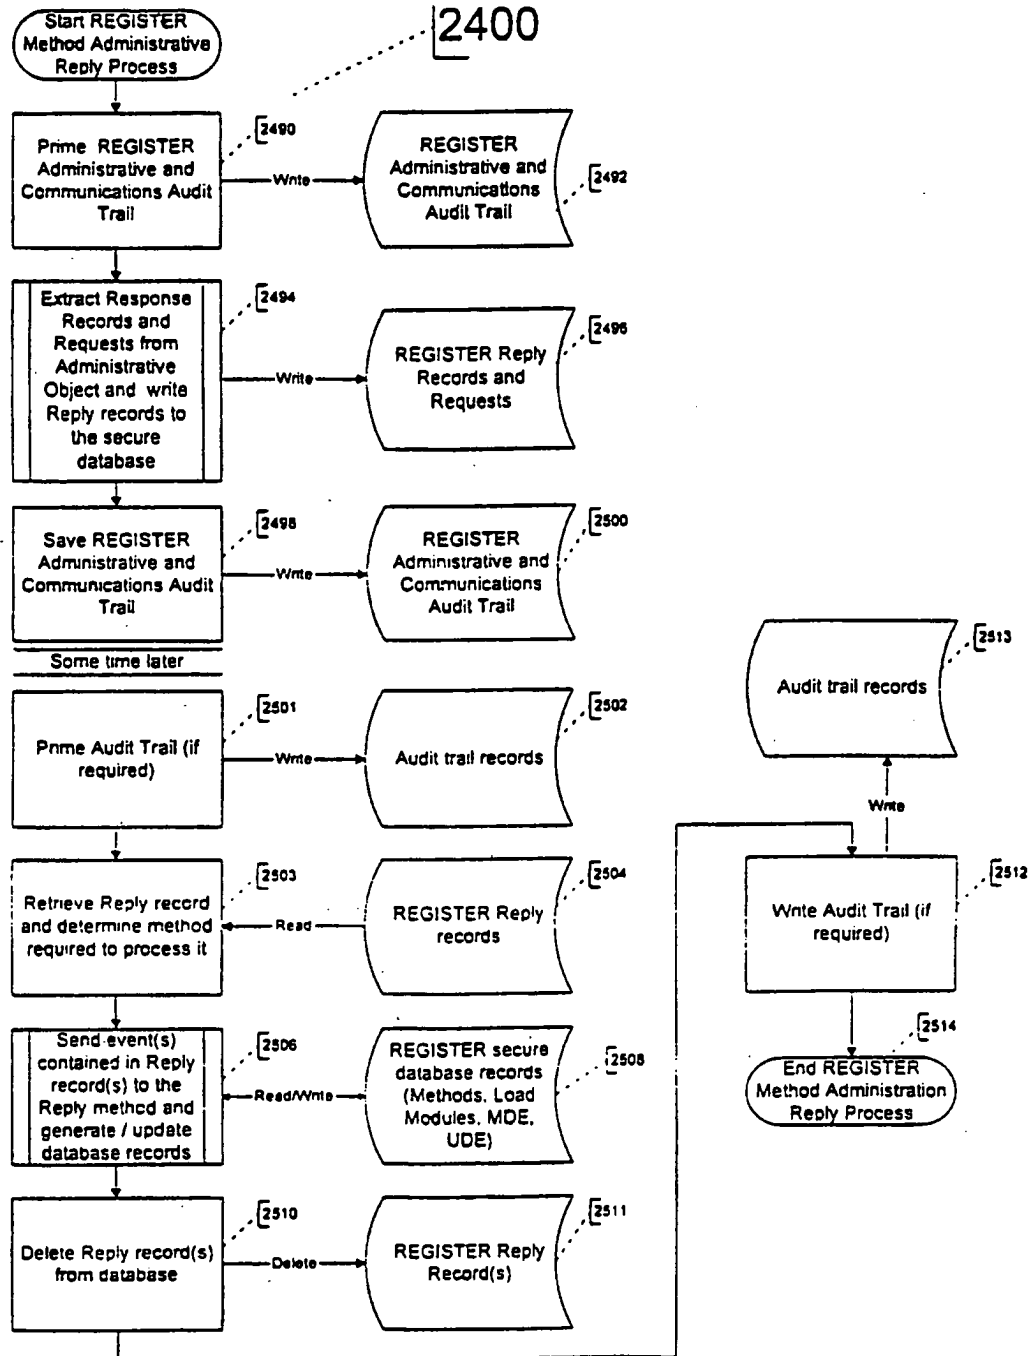 Start REGISTER
Method Administrative
Reply Process
2400
Prime REGISTER
Administrative and
Communications Audit
Trail
2490
Write
REGISTER
Administrative and
Communications
Audit Trail
2492
Extract Response
Records and
Requests from
Administrative
Object and write
Reply records to
the secure
database
2494
Write
REGISTER Reply
Records and
Requests
2496
Save REGISTER
Administrative and
Communications Audit
Trail
2498
Write
REGISTER
Administrative and
Communications
Audit Trail
2500
Some time later
Prime Audit Trail (if
required)
2501
Write
Audit trail records
2502
Retrieve Reply record
and determine method
required to process it
2503
Read
REGISTER Reply
records
2504
Send event(s)
contained in Reply
record(s) to the
Reply method and
generate / update
database records
2506
Read/Write
REGISTER secure
database records
(Methods, Load
Modules, MDE,
UDE)
2508
Delete Reply record(s)
from database
2510
Delete
REGISTER Reply
Record(s)
2511
Audit trail records
2513
Write
Write Audit Trail (if
required)
2512
2514
End REGISTER
Method Administration
Reply Process